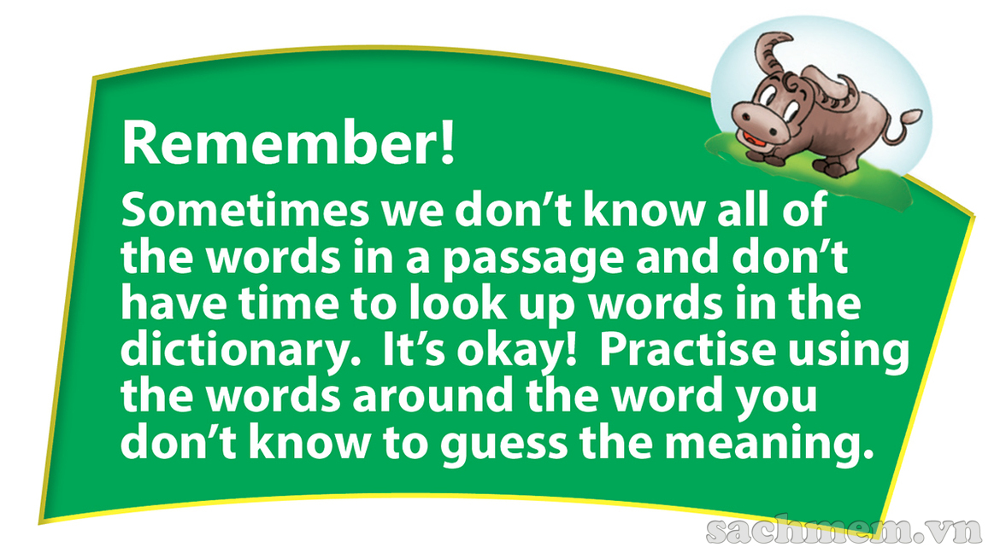 Remember!
Sometimes we don’t know all of
the words in a passage and don’t
have time to look up words in the
dictionary.  It’s okay!  Practise using
the words around the word you
don’t know to guess the meaning.
sachmem.vn